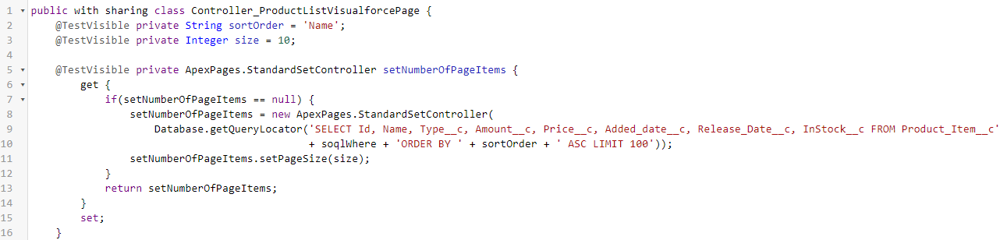 1 public with sharing class Controller_ProductListVisualforcePage {
2 @TestVisible private String sortOrder = 'Name';
3 @TestVisible private Integer size = 10;
4
5 @TestVisible private ApexPages.StandardSetController setNumberOfPageItems {
6 get {
7 if(setNumberOfPageItems == null) {
8 setNumberOfPageItems = new ApexPages.StandardSetController(
9 Database.getQueryLocator('SELECT Id, Name, Type__c, Amount__c, Price__c, Added_date__c, Release_Date__c, InStock__c FROM Product_Item__c'
10 + soqlWhere + 'ORDER BY ' + sortOrder + ' ASC LIMIT 100'));
11 setNumberOfPageItems.setPageSize(size);
12 }
13 return setNumberOfPageItems;
14 }
15 set;
16 }